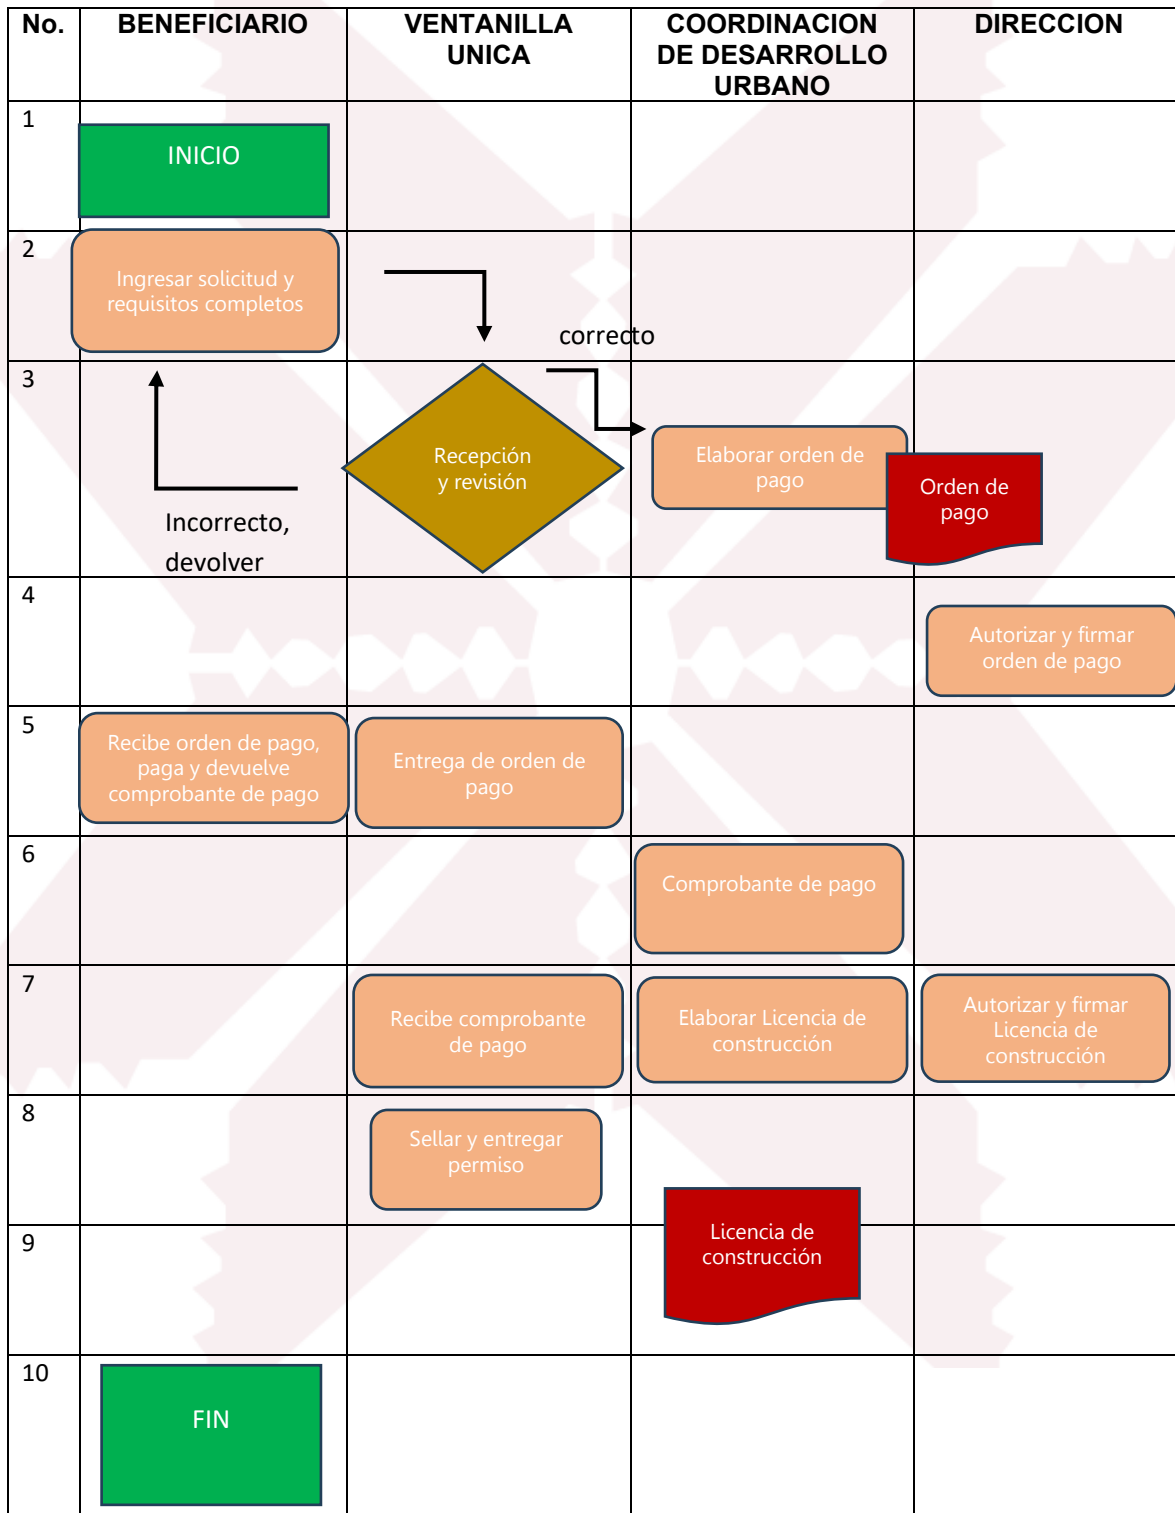 No.
BENEFICIARIO
VENTANILLA
UNICA
COORDINACION
DE DESARROLLO
URBANO
DIRECCION
1
INICIO
2
Ingresar solicitud y
requisitos completos
correcto
3
Recepción
y revisión
Elaborar orden de
pago
Orden de
pago
Incorrecto,
devolver
4
Autorizar y firmar
orden de pago
5
Recibe orden de pago,
paga y devuelve
comprobante de pago
Entrega de orden de
pago
6
Comprobante de pago
7
Recibe comprobante
de pago
Elaborar Licencia de
construcción
Autorizar y firmar
Licencia de
construcción
8
Sellar y entregar
permiso
9
Licencia de
construcción
10
FIN